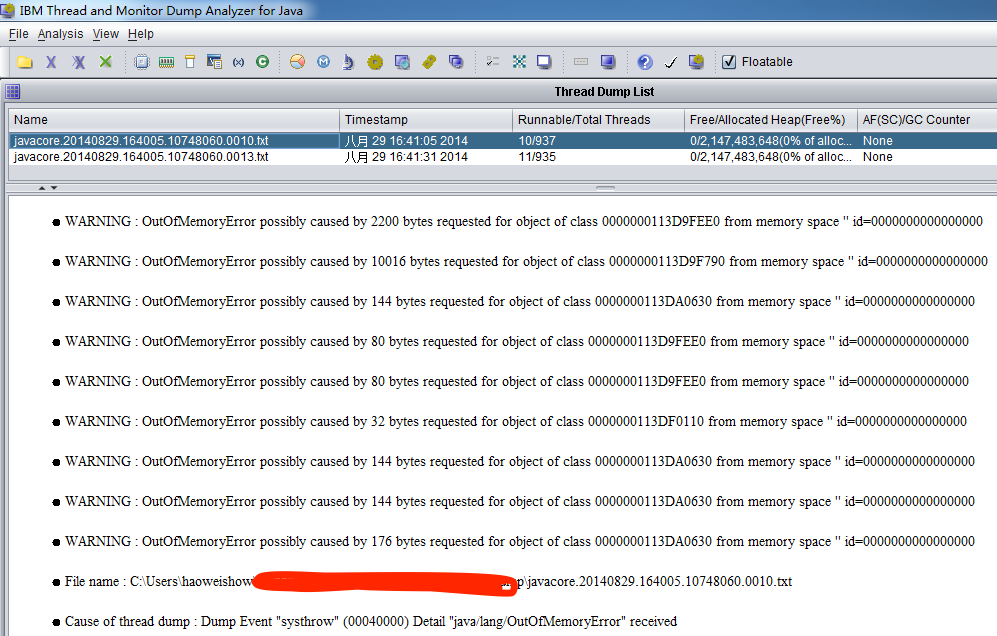 IBM Thread and Monitor Dump Analyzer for Java
File Analysis View Help
Floatable
Thread Dump List
Name Timestamp Runnable/Total Threads Free/Allocated Heap(Free%) AF(SC)/GC Counter
javacore.20140829.164005.10748060.0010.txt 八月 29 16:41:05 2014 10/937 0/2,147,483,648(0% of alloc... None
javacore.20140829.164005.10748060.0013.txt 八月 29 16:41:31 2014 11/935 0/2,147,483,648(0% of alloc... None
● WARNING : OutOfMemoryError possibly caused by 2200 bytes requested for object of class 0000000113D9FEE0 from memory space '' id=0000000000000000
● WARNING : OutOfMemoryError possibly caused by 10016 bytes requested for object of class 0000000113D9F790 from memory space '' id=0000000000000000
● WARNING : OutOfMemoryError possibly caused by 144 bytes requested for object of class 0000000113DA0630 from memory space '' id=0000000000000000
● WARNING : OutOfMemoryError possibly caused by 80 bytes requested for object of class 0000000113D9FEE0 from memory space '' id=0000000000000000
● WARNING : OutOfMemoryError possibly caused by 80 bytes requested for object of class 0000000113D9FEE0 from memory space '' id=0000000000000000
● WARNING : OutOfMemoryError possibly caused by 32 bytes requested for object of class 0000000113DF0110 from memory space '' id=0000000000000000
● WARNING : OutOfMemoryError possibly caused by 144 bytes requested for object of class 0000000113DA0630 from memory space '' id=0000000000000000
● WARNING : OutOfMemoryError possibly caused by 144 bytes requested for object of class 0000000113DA0630 from memory space '' id=0000000000000000
● WARNING : OutOfMemoryError possibly caused by 176 bytes requested for object of class 0000000113DA0630 from memory space '' id=0000000000000000
● File name : C:\Users\haoweishow\ p\javacore.20140829.164005.10748060.0010.txt
● Cause of thread dump : Dump Event "systhrow" (00040000) Detail "java/lang/OutOfMemoryError" received